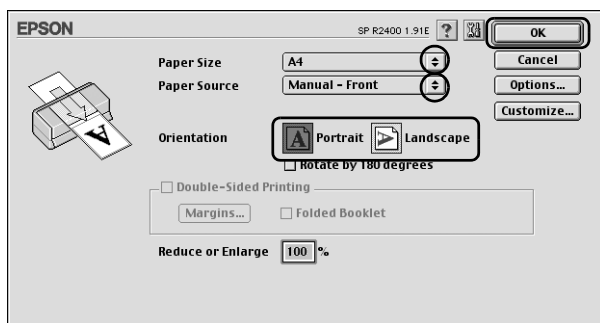 EPSON
SP R2400 1.91E ? OK
Paper Size A4 Cancel
Paper Source Manual - Front Options...
Customize...
Orientation A Portrait A Landscape
Rotate by 180 degrees
Double-Sided Printing
Margins... Folded Booklet
Reduce or Enlarge 100 %
A